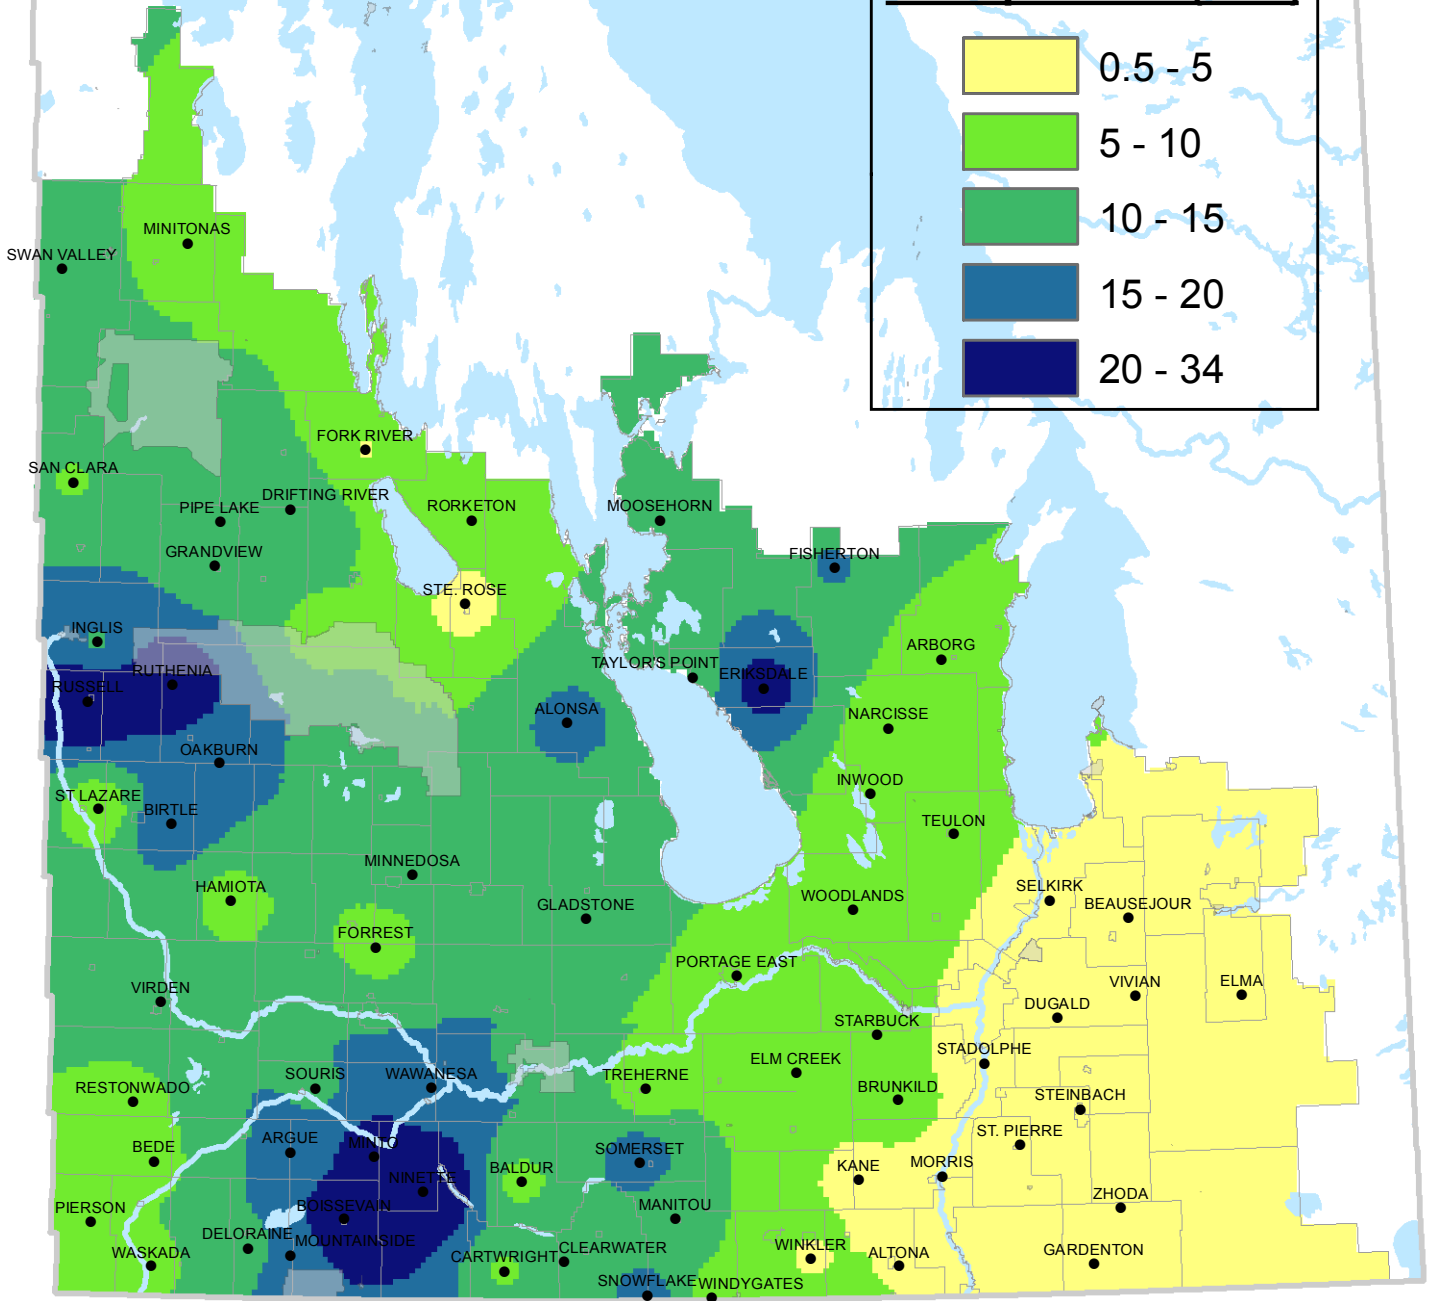 0.5 - 5
5 - 10
10 - 15
15 - 20
20 - 34
MINITONAS
SWAN VALLEY
FORK RIVER
SAN CLARA
DRIFTING RIVER
PIPE LAKE
RORKETON
MOOSEHORN
GRANDVIEW
FISHERTON
STE. ROSE
INGLIS
ARBORG
TAYLOR'S POINT
RUTHENIA
ERIKSDALE
RUSSELL
ALONSA
NARCISSE
OAKBURN
INWOOD
ST LAZARE
BIRTLE
TEULON
MINNEDOSA
HAMIOTA
SELKIRK
WOODLANDS
BEAUSEJOUR
GLADSTONE
FORREST
PORTAGE EAST
VIVIAN
ELMA
VIRDEN
DUGALD
STARBUCK
STADOLPHE
ELM CREEK
SOURIS
WAWANESA
TREHERNE
RESTONWADO
BRUNKILD
STEINBACH
ST. PIERRE
ARGUE
MINTO
BEDE
SOMERSET
MORRIS
KANE
BALDUR
NINETTE
ZHODA
PIERSON
BOISSEVAIN
MANITOU
DELORAINE
MOUNTAINSIDE
WINKLER
CLEARWATER
GARDENTON
WASKADA
CARTWRIGHT
ALTONA
SNOWFLAKE
WINDYGATES